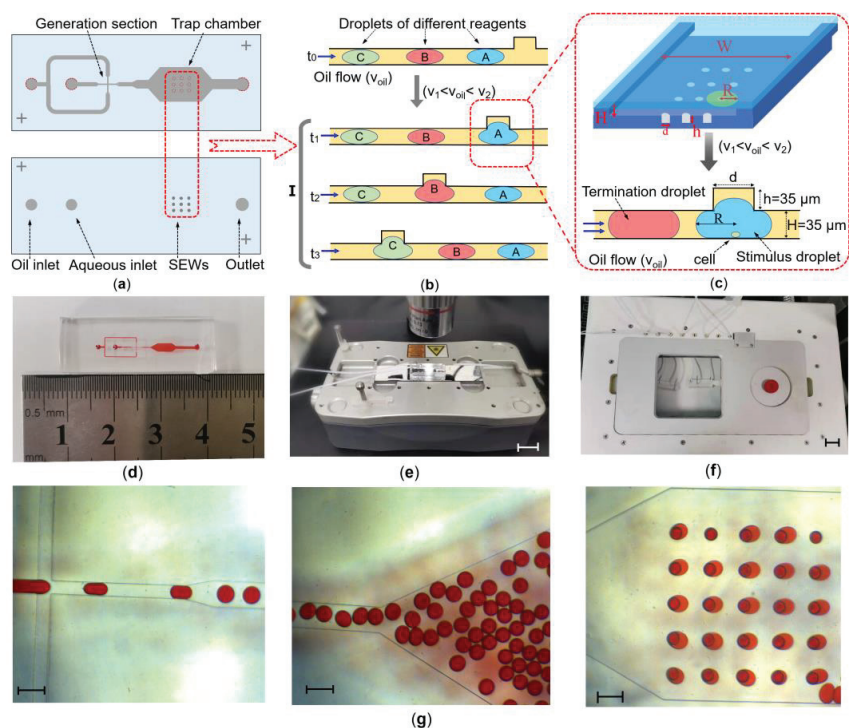 Generation section
Trap chamber
Oil inlet
Aqueous inlet
SEWs
Outlet
(a)
Droplets of different reagents
t0
C
B
A
Oil flow (voil)
(v1<voil< v2)
I
t1
C
B
A
t2
C
B
A
t3
C
B
A
(b)
W
R
H
d
h
(v1<voil< v2)
d
Termination droplet
h=35 μm
R
H=35 μm
Oil flow (voil)
cell
Stimulus droplet
(c)
0.5 mm
mm
1 2 3 4 5
(d)
(e)
(f)
(g)